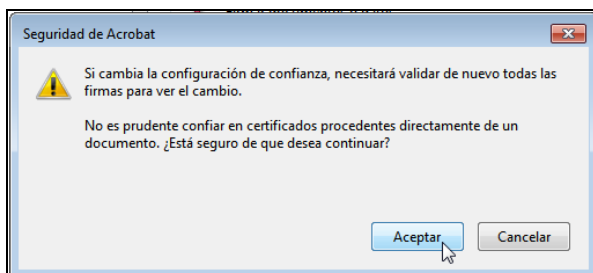 Seguridad de Acrobat
Si cambia la configuración de confianza, necesitará validar de nuevo todas las
firmas para ver el cambio.
No es prudente confiar en certificados procedentes directamente de un
documento. ¿Está seguro de que desea continuar?
Aceptar
Cancelar